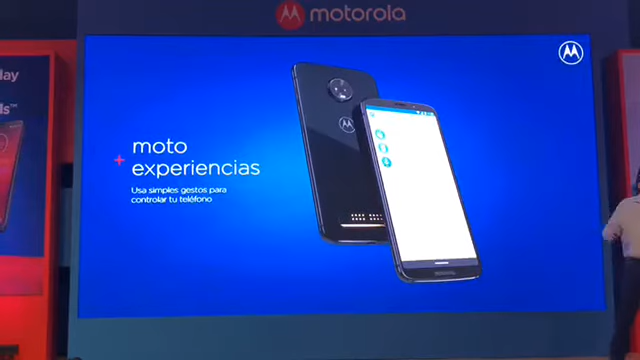 motorola
moto
experiencias
Usa simples gestos para
controlar tu teléfono